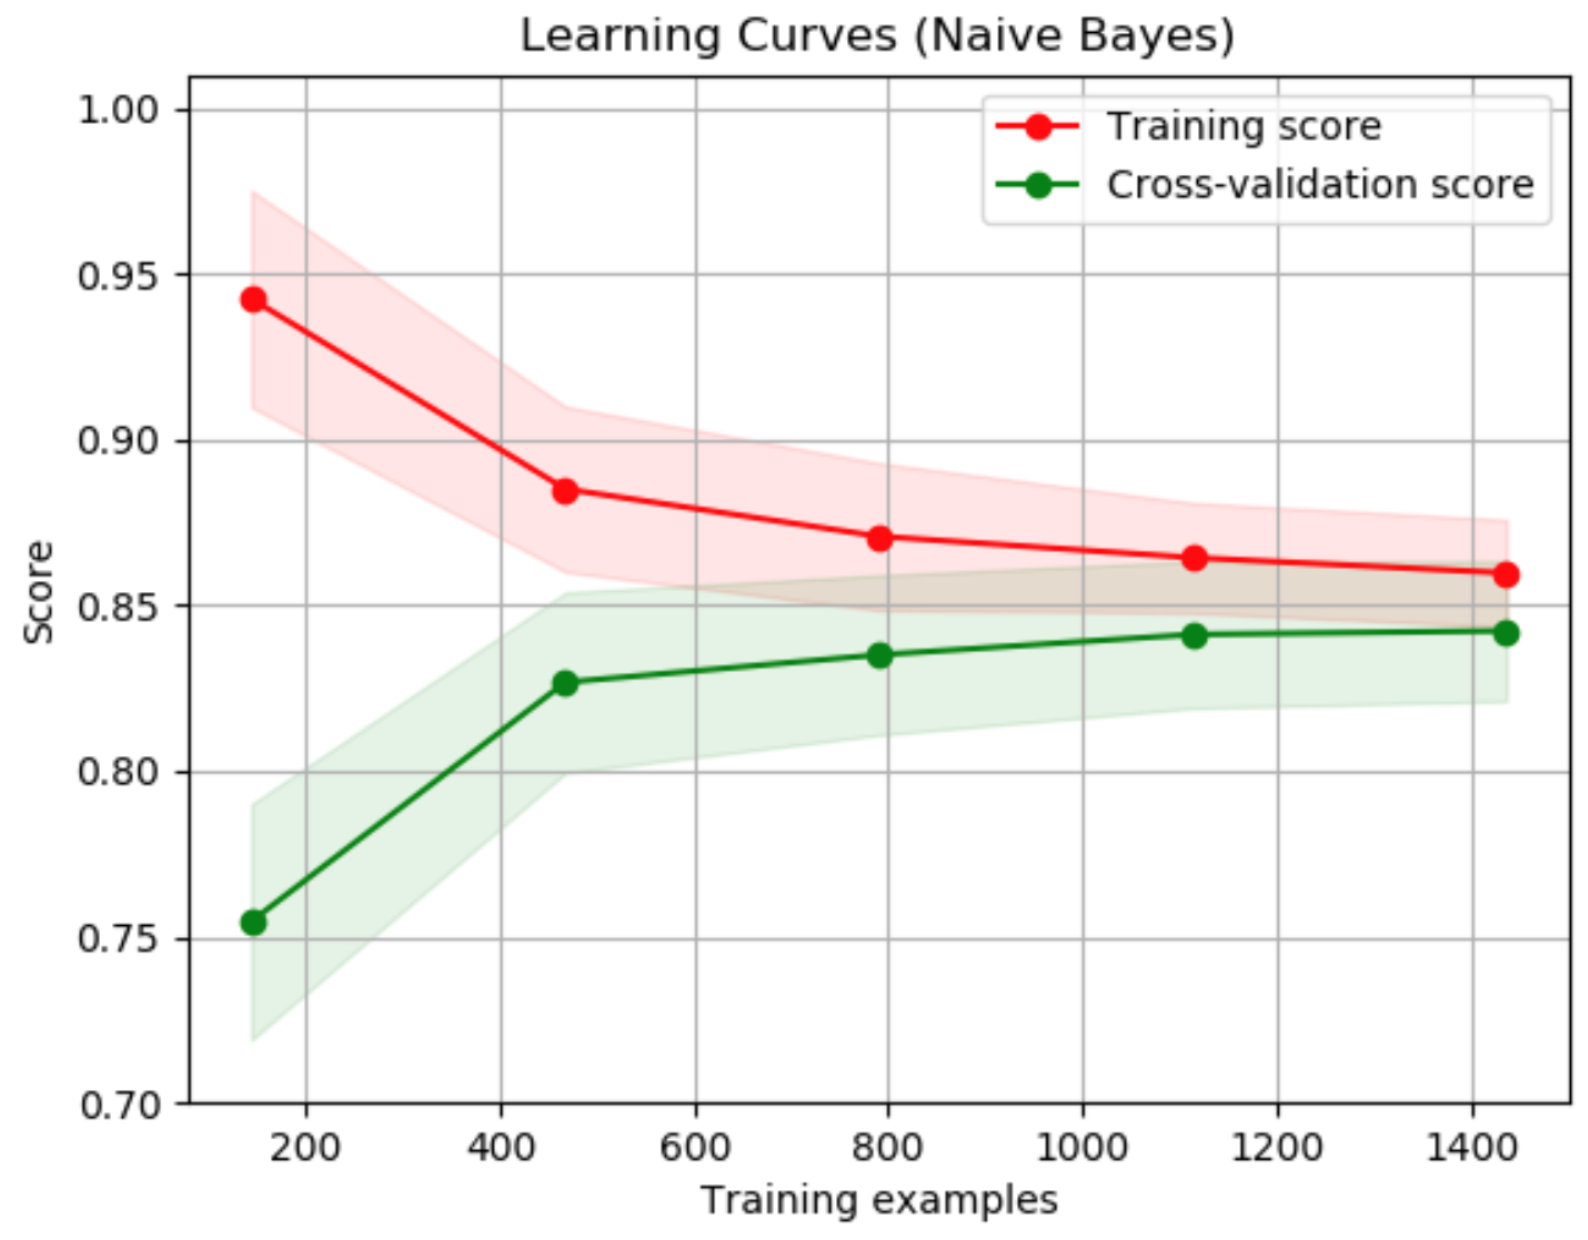 Learning Curves (Naive Bayes)
1.00
0.95
0.90
0.85
0.80
0.75
0.70
Score
Training score
Cross-validation score
200 400 600 800 1000 1200 1400
Training examples